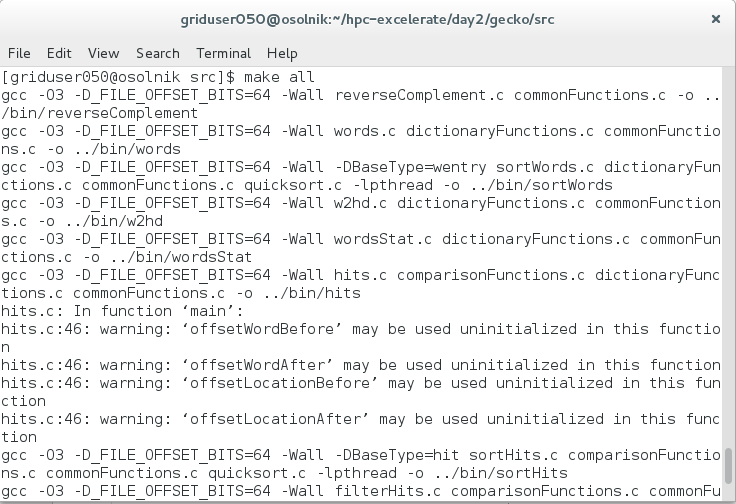 griduser050@osolnik:~/hpc-excelerate/day2/gecko/src ×
File Edit View Search Terminal Help
[griduser050@osolnik src]$ make all
gcc -O3 -D_FILE_OFFSET_BITS=64 -Wall reverseComplement.c commonFunctions.c -o ..
/bin/reverseComplement
gcc -O3 -D_FILE_OFFSET_BITS=64 -Wall words.c dictionaryFunctions.c commonFunctio
ns.c -o ../bin/words
gcc -O3 -D_FILE_OFFSET_BITS=64 -Wall -DBaseType=wentry sortWords.c dictionaryFun
ctions.c commonFunctions.c quicksort.c -lpthread -o ../bin/sortWords
gcc -O3 -D_FILE_OFFSET_BITS=64 -Wall w2hd.c dictionaryFunctions.c commonFunction
s.c -o ../bin/w2hd
gcc -O3 -D_FILE_OFFSET_BITS=64 -Wall wordsStat.c dictionaryFunctions.c commonFun
ctions.c -o ../bin/wordsStat
gcc -O3 -D_FILE_OFFSET_BITS=64 -Wall hits.c comparisonFunctions.c dictionaryFunc
tions.c commonFunctions.c -o ../bin/hits
hits.c: In function ‘main’:
hits.c:46: warning: ‘offsetWordBefore’ may be used uninitialized in this functio
n
hits.c:46: warning: ‘offsetWordAfter’ may be used uninitialized in this function
hits.c:46: warning: ‘offsetLocationBefore’ may be used uninitialized in this fun
ction
hits.c:46: warning: ‘offsetLocationAfter’ may be used uninitialized in this func
tion
gcc -O3 -D_FILE_OFFSET_BITS=64 -Wall -DBaseType=hit sortHits.c comparisonFunctio
ns.c commonFunctions.c quicksort.c -lpthread -o ../bin/sortHits
gcc -O3 -D_FILE_OFFSET_BITS=64 -Wall filterHits.c comparisonFunctions.c commonFu